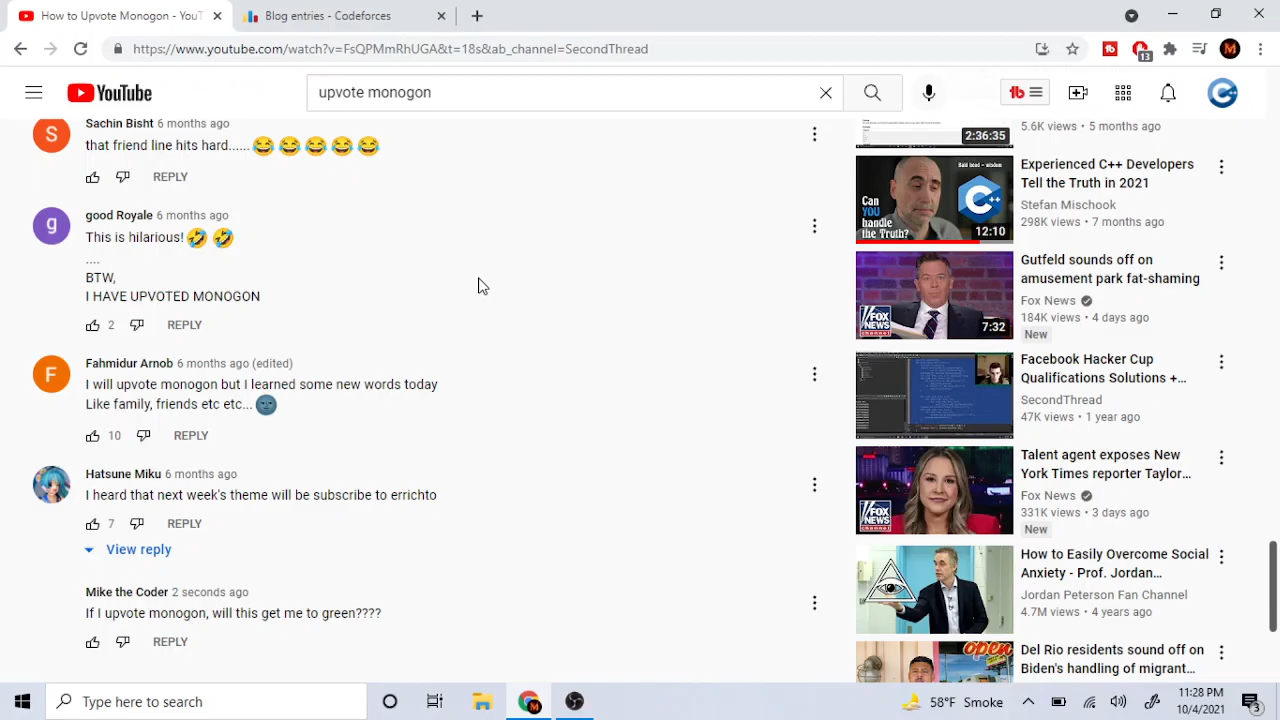 How to Upvote Monogon - YouT
Blog entries - Codeforces
https://www.youtube.com/watch?v=FsQPMmRhUGA&t=18s&ab_channel=SecondThread
13
M
YouTube
upvote monogon
Sachin Bisht 6 months ago
that friend line hits hard...... 😂 😂 😂 😂 😂
REPLY
good Royale 6 months ago
This is hilarious! 🤣 🤣
....
BTW,
I HAVE UPVOTED MONOGON
2 REPLY
Fahmidur Arnob 6 months ago (edited)
I will upvote monogon.I learned some new words today.
Like family, friends etc.
10 REPLY
Hatsune Miku 6 months ago
I heard that next week's theme will be subscribe to errichto
7 REPLY
View reply
Mike the Coder 2 seconds ago
If I upvote monogon, will this get me to green????
REPLY
2:36:35
5.6K views • 5 months ago
Bald head – wisdom
Can
YOU
handle
the Truth?
12:10
Experienced C++ Developers
Tell the Truth in 2021
Stefan Mischook
298K views • 7 months ago
FOX
NEWS
channel
7:32
Gutfeld sounds off on
amusement park fat-shaming
Fox News
184K views • 4 days ago
New
SecondThread
47K views • 1 year ago
FOX
NEWS
channel
Talent agent exposes New
York Times reporter Taylor...
Fox News
331K views • 3 days ago
New
How to Easily Overcome Social
Anxiety - Prof Jordan...
Jordan Peterson Fan Channel
4.7M views • 4 years ago
open
Del Rio residents sound off on
Biden's handling of migrant...
Type here to search
58°F Smoke
11:28 PM
10/4/2021
3